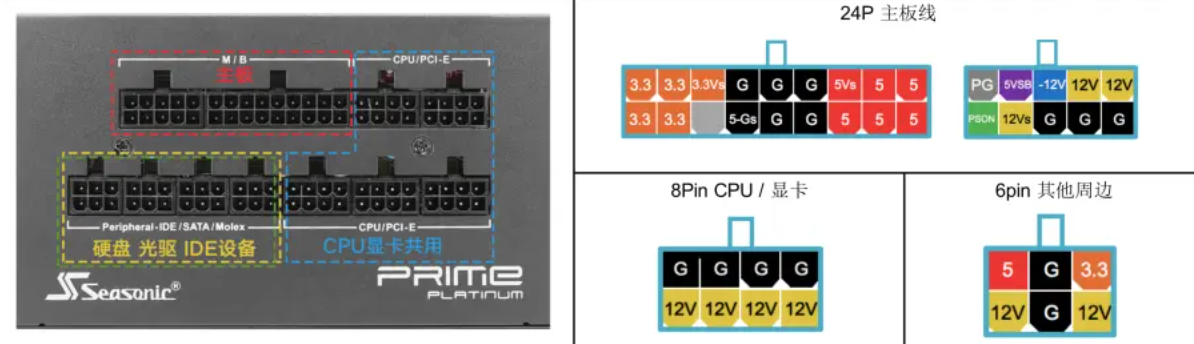 M/B
主板
CPU/PCI-E
Peripheral-IDE/SATA/Molex
CPU/PCI-E
硬盘 光驱 IDE设备
CPU显卡共用
Seasonic®
PRIME
PLATINUM
24P 主板线
3.3 3.3 3.3Vs G G G 5Vs 5 5
3.3 3.3 5-Gs G G 5 5 5
PG 5VSB -12V 12V 12V
PSON 12Vs G G G
8Pin CPU / 显卡
G G G G
12V 12V 12V 12V
6pin 其他周边
5 G 3.3
12V G 12V